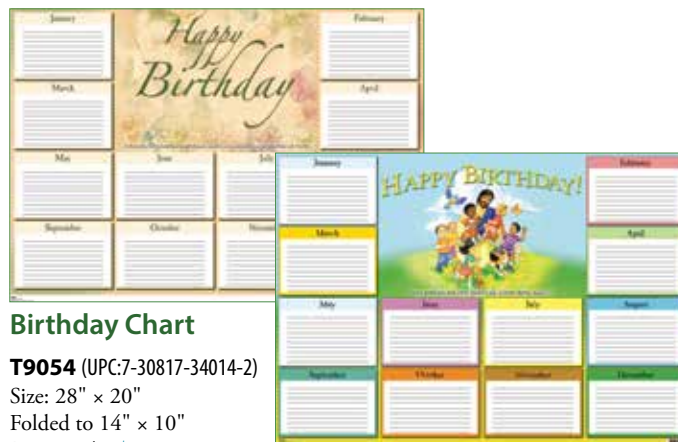 January
Happy
Birthday
February
March
April
May
June
July
September
October
January
HAPPY BIRTHDAY!
February
March
April
May
June
July
August
September
October
November
December
Birthday Chart
T9054 (UPC:7-30817-34014-2)
Size: 28" × 20"
Folded to 14" × 10"